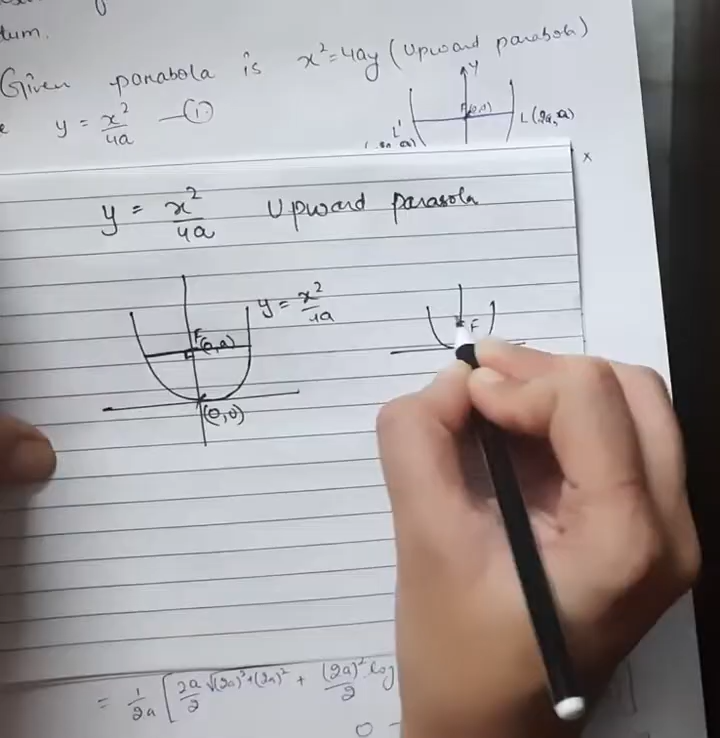 tum.
Given parabola is x² = 4ay (Upward parabola)
y = x²/4a —①
Y
L(2a, a)
L'
x
y = x²/4a Upward parabola
y = x²/4a
F
(0,a)
F
(0,0)
= 1/2a [ 2a/2 √(2a)²+(2a)² + (2a)²/2 log
0